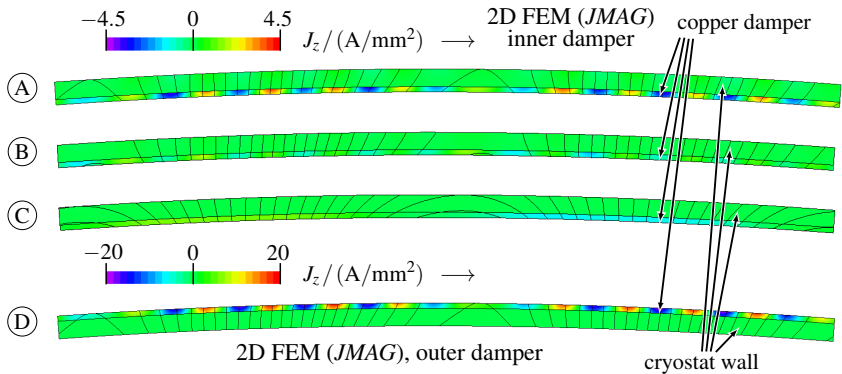 −4.5 0 4.5
J_z/(A/mm²) →
2D FEM (JMAG)
inner damper
copper damper
A
B
C
−20 0 20
J_z/(A/mm²) →
D
2D FEM (JMAG), outer damper
cryostat wall